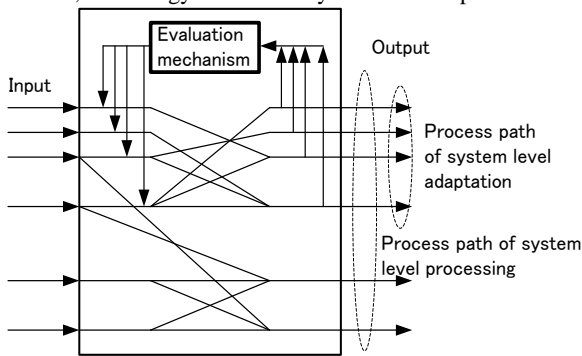 Evaluation
mechanism
Output
Input
Process path
of system level
adaptation
Process path of system
level processing